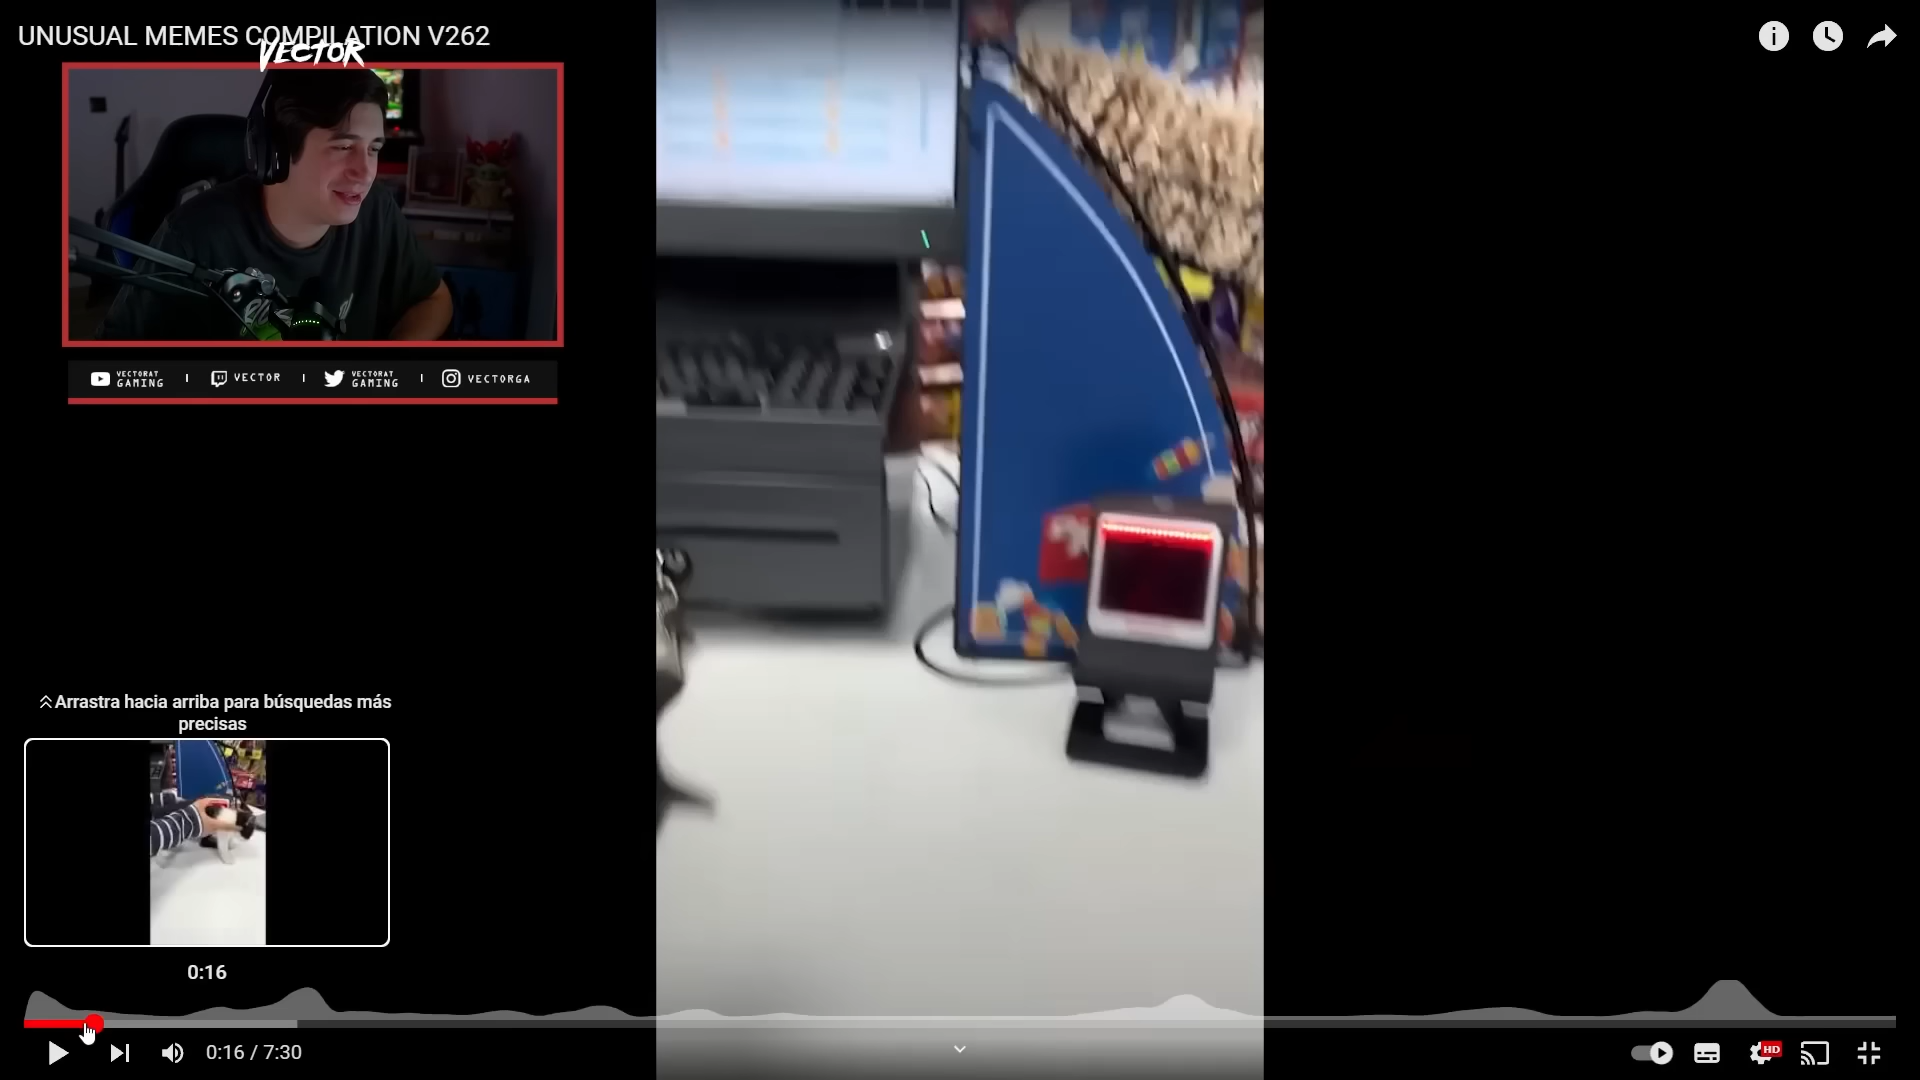 UNUSUAL MEMES COMPILATION V262
VECTOR
VECTORAT
GAMING
VECTOR
VECTORAT
GAMING
VECTORGA
Arrastra hacia arriba para búsquedas más
precisas
0:16
0:16 / 7:30
HD